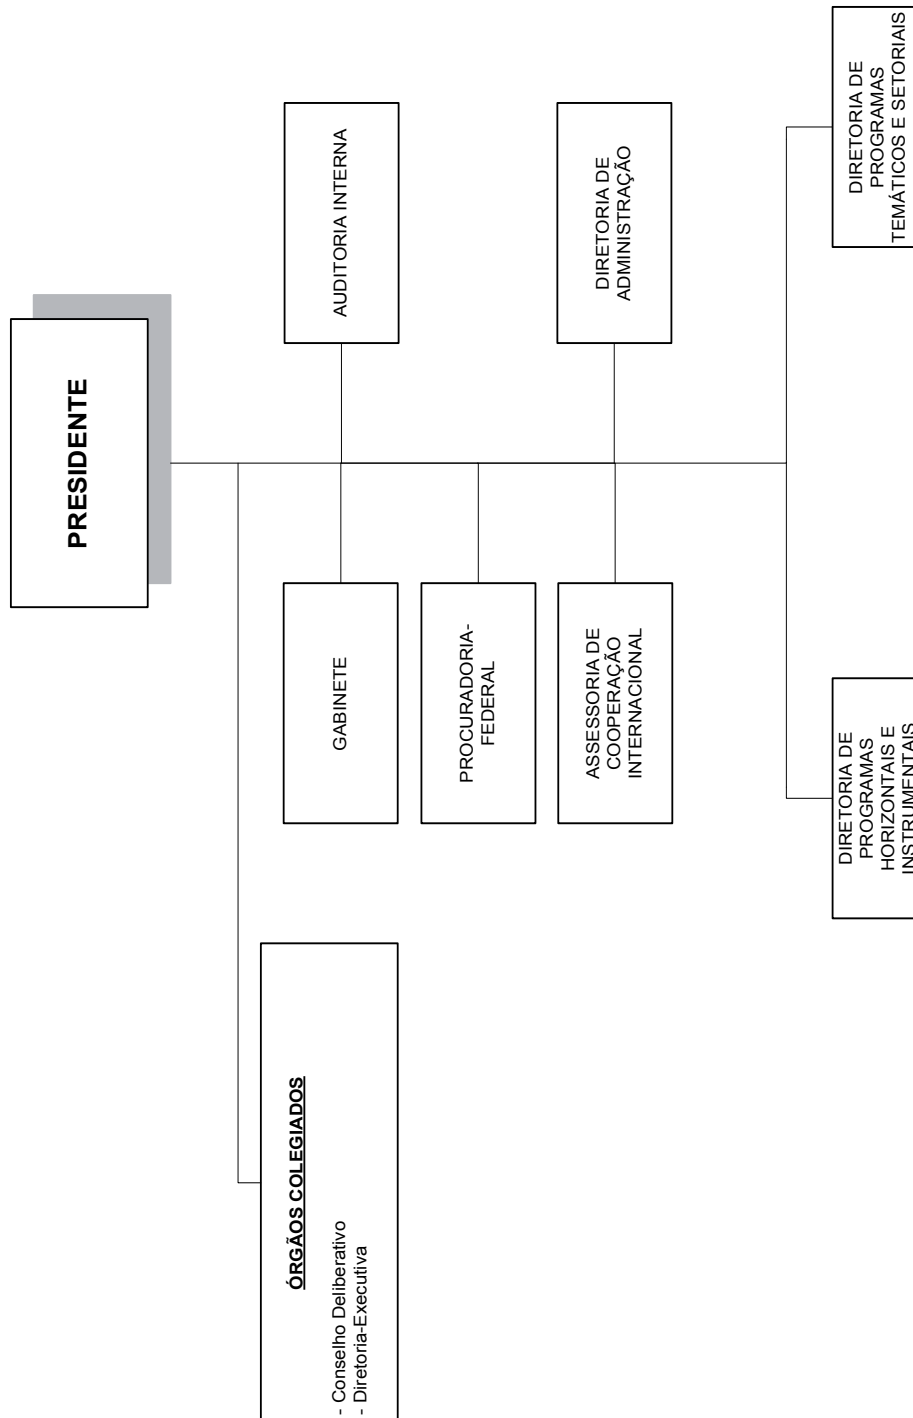 PRESIDENTE
ÓRGÃOS COLEGIADOS
- Conselho Deliberativo
- Diretoria-Executiva
GABINETE
AUDITORIA INTERNA
PROCURADORIA-
FEDERAL
ASSESSORIA DE
COOPERAÇÃO
INTERNACIONAL
DIRETORIA DE
ADMINISTRAÇÃO
DIRETORIA DE
PROGRAMAS
HORIZONTAIS E
INSTRUMENTAIS
DIRETORIA DE
PROGRAMAS
TEMÁTICOS E SETORIAIS